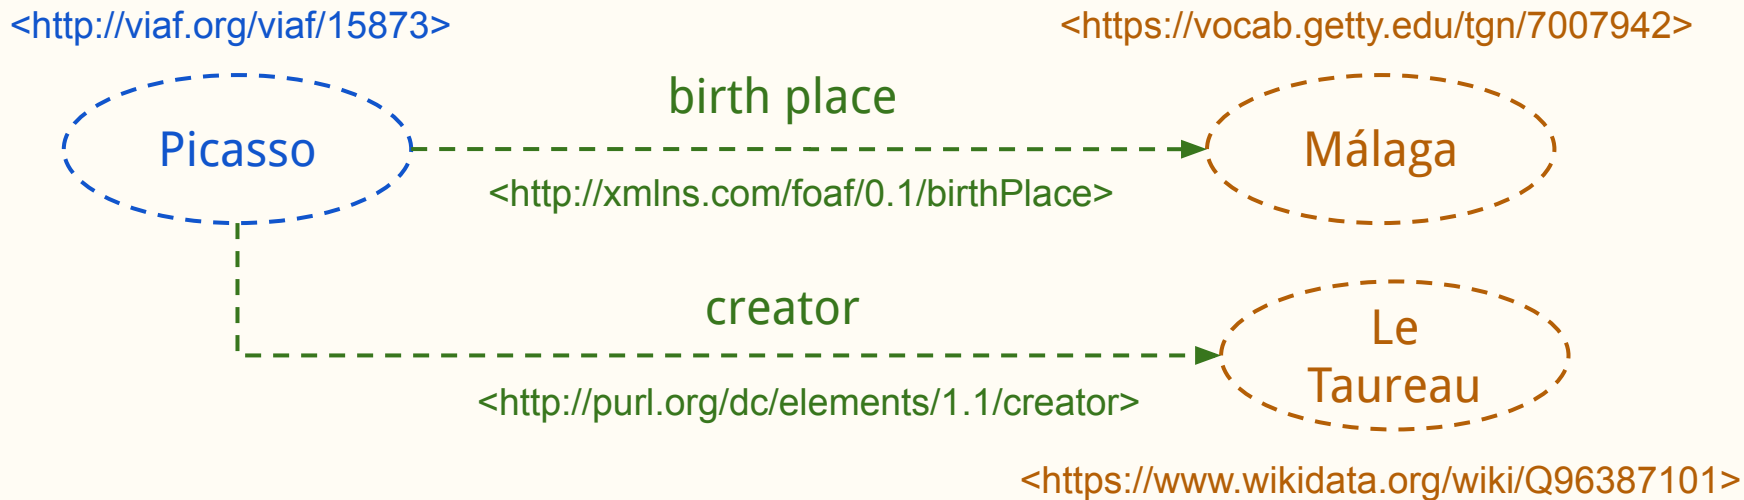 <http://viaf.org/viaf/15873>
<https://vocab.getty.edu/tgn/7007942>
birth place
Picasso
Málaga
<http://xmlns.com/foaf/0.1/birthPlace>
creator
Le
Taureau
<http://purl.org/dc/elements/1.1/creator>
<https://www.wikidata.org/wiki/Q96387101>